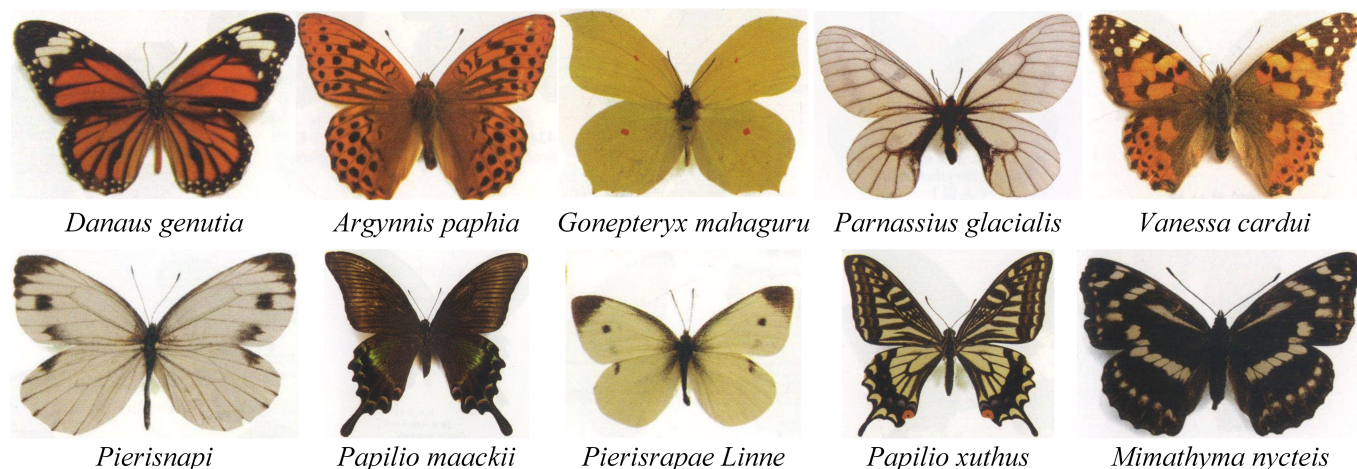 Danaus genutia
Argynnis paphia
Gonepteryx mahaguru
Parnassius glacialis
Vanessa cardui
Pierisnapi
Papilio maackii
Pierisrapae Linne
Papilio xuthus
Mimathyma nycteis